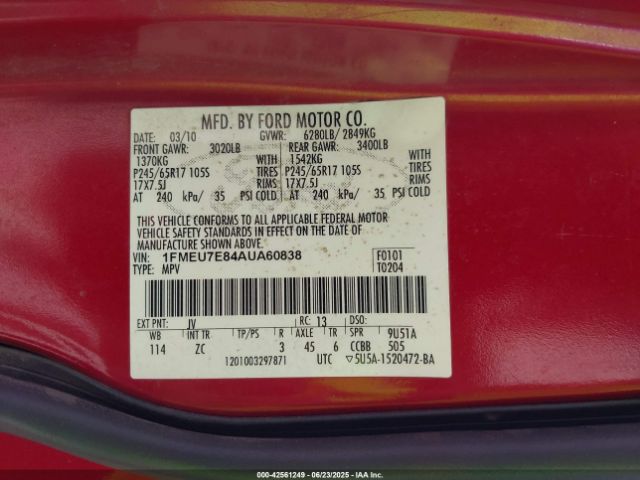 MFD. BY FORD MOTOR CO.
DATE: 03/10 GVWR: 6280LB/ 2849KG
FRONT GAWR: 3020LB REAR GAWR: 3400LB
1370KG WITH 1542KG WITH
P245/65R17 105S TIRES P245/65R17 105S TIRES
17X7.5J RIMS 17X7.5J RIMS
AT 240 kPa/ 35 PSI COLD AT 240 kPa/ 35 PSI COLD
THIS VEHICLE CONFORMS TO ALL APPLICABLE FEDERAL MOTOR
VEHICLE SAFETY STANDARDS IN EFFECT ON THE DATE OF
MANUFACTURE SHOWN ABOVE.
VIN: 1FMEU7E84AUA60838 F0101
TYPE: MPV T0204
EXT PNT: JV RC: 13 DSO:
WB INT TR TP/PS R AXLE TR SPR 9U51A
114 ZC 3 45 6 CCBB 505
1201003297871 UTC ▽5U5A-1520472-BA
000-42561249 - 06/23/2025 - IAAI.COM